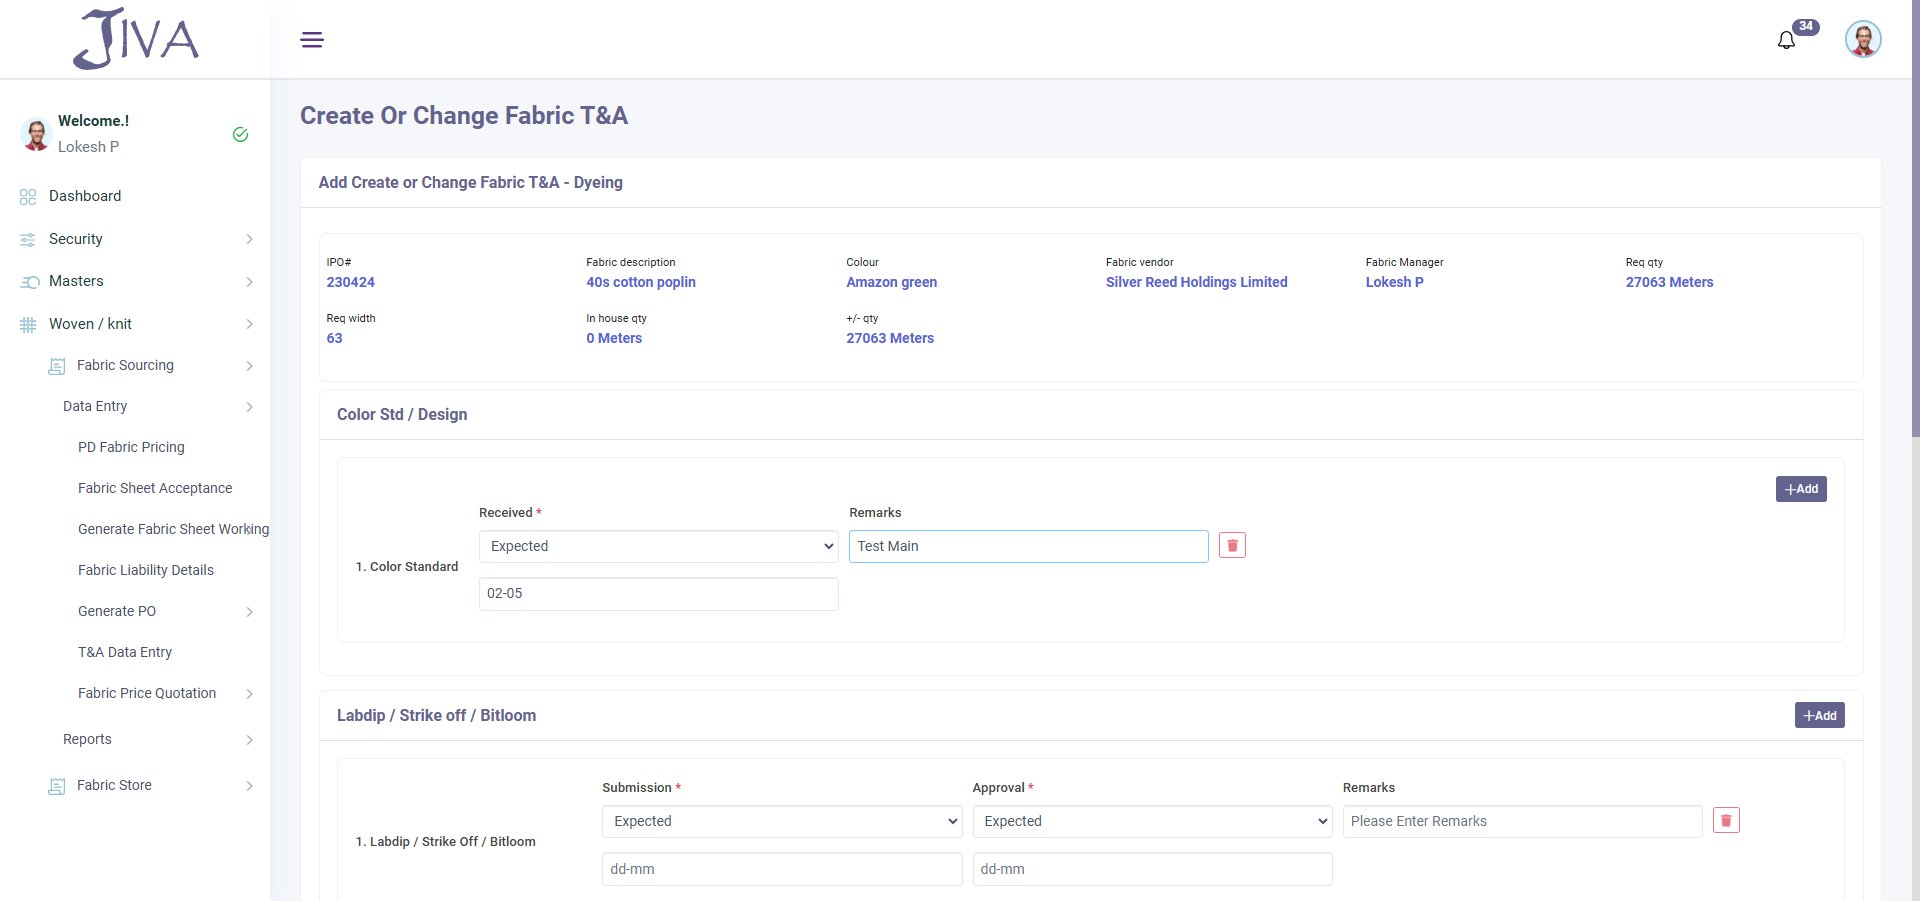 JIVA
34
Welcome.!
Lokesh P
Dashboard
Security
Masters
Woven / knit
Fabric Sourcing
Data Entry
PD Fabric Pricing
Fabric Sheet Acceptance
Generate Fabric Sheet Working
Fabric Liability Details
Generate PO
T&A Data Entry
Fabric Price Quotation
Reports
Fabric Store
Create Or Change Fabric T&A
Add Create or Change Fabric T&A - Dyeing
IPO# Fabric description Colour Fabric vendor Fabric Manager Req qty
230424 40s cotton poplin Amazon green Silver Reed Holdings Limited Lokesh P 27063 Meters
Req width In house qty +/- qty
63 0 Meters 27063 Meters
Color Std / Design
+Add
Received * Remarks
1. Color Standard Expected Test Main
02-05
Labdip / Strike off / Bitloom +Add
Submission * Approval * Remarks
Expected Expected Please Enter Remarks
1. Labdip / Strike Off / Bitloom
dd-mm dd-mm